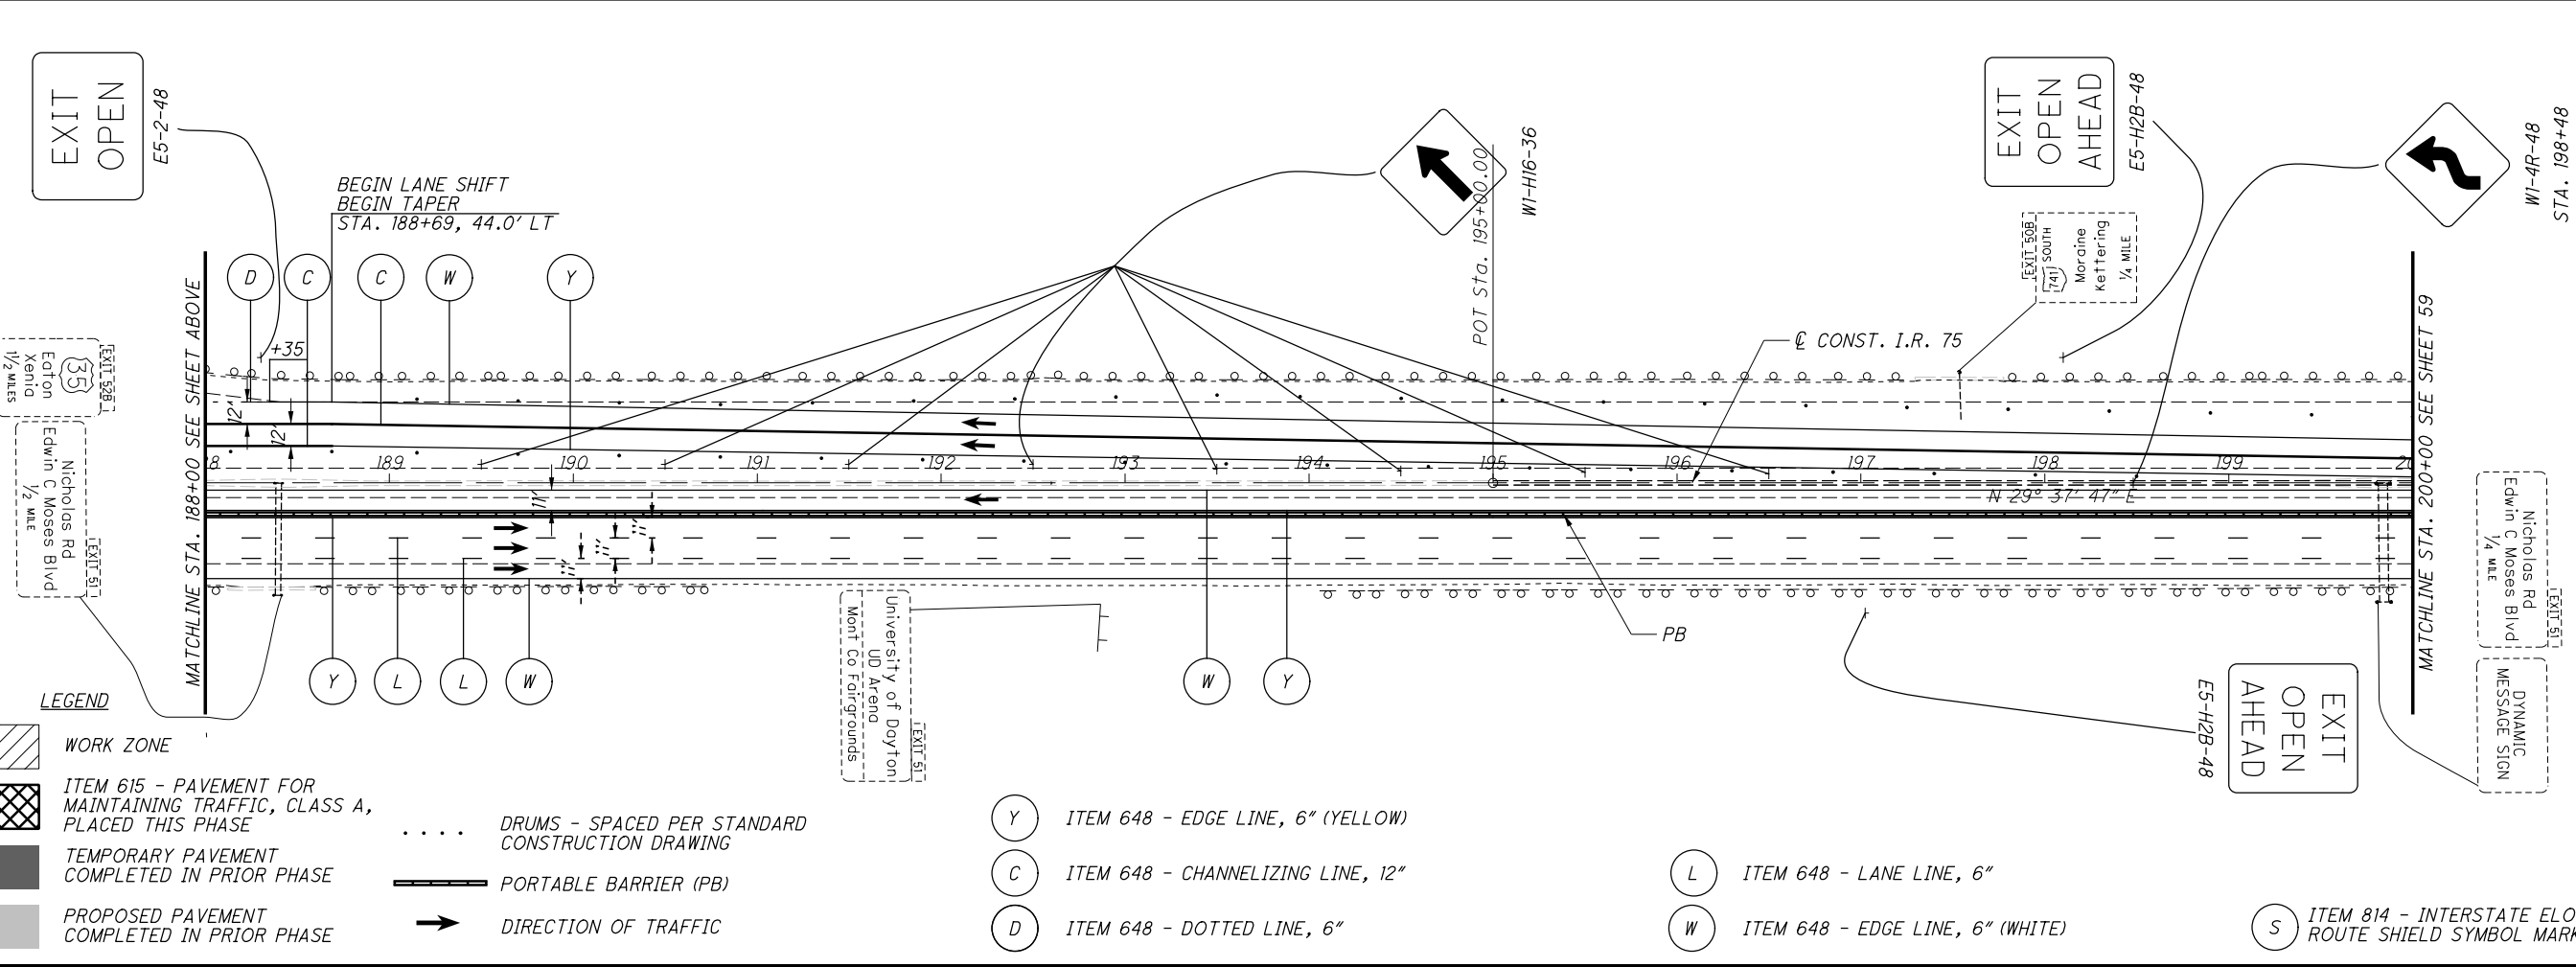 EXIT
OPEN
E5-2-48
BEGIN LANE SHIFT
BEGIN TAPER
STA. 188+69, 44.0' LT
D
C
C
W
Y
W1-H16-36
POT Sta. 195+00.00
EXIT
OPEN
AHEAD
E5-H2B-48
W1-4R-48
STA. 198+48
EXIT 50B
741 SOUTH
Moraine
Kettering
1/4 MILE
℄ CONST. I.R. 75
+35
12'
12'
EXIT 52B
35
Eaton
Xenia
1 1/2 MILES
MATCHLINE STA. 188+00 SEE SHEET ABOVE
MATCHLINE STA. 200+00 SEE SHEET 59
8
189
190
191
192
193
194
195
196
197
198
199
20
N 29° 37' 47" E
11'
11'
11'
11'
EXIT 51
Nicholas Rd
Edwin C Moses Blvd
1/2 MILE
EXIT 51
Nicholas Rd
Edwin C Moses Blvd
1/4 MILE
DYNAMIC
MESSAGE SIGN
EXIT 51
University of Dayton
UD Arena
Mont Co Fairgrounds
PB
Y
L
L
W
W
Y
EXIT
OPEN
AHEAD
E5-H2B-48
LEGEND
WORK ZONE
ITEM 615 - PAVEMENT FOR
MAINTAINING TRAFFIC, CLASS A,
PLACED THIS PHASE
TEMPORARY PAVEMENT
COMPLETED IN PRIOR PHASE
PROPOSED PAVEMENT
COMPLETED IN PRIOR PHASE
DRUMS - SPACED PER STANDARD
CONSTRUCTION DRAWING
PORTABLE BARRIER (PB)
DIRECTION OF TRAFFIC
Y ITEM 648 - EDGE LINE, 6" (YELLOW)
C ITEM 648 - CHANNELIZING LINE, 12"
D ITEM 648 - DOTTED LINE, 6"
L ITEM 648 - LANE LINE, 6"
W ITEM 648 - EDGE LINE, 6" (WHITE)
S ITEM 814 - INTERSTATE ELO
ROUTE SHIELD SYMBOL MARK